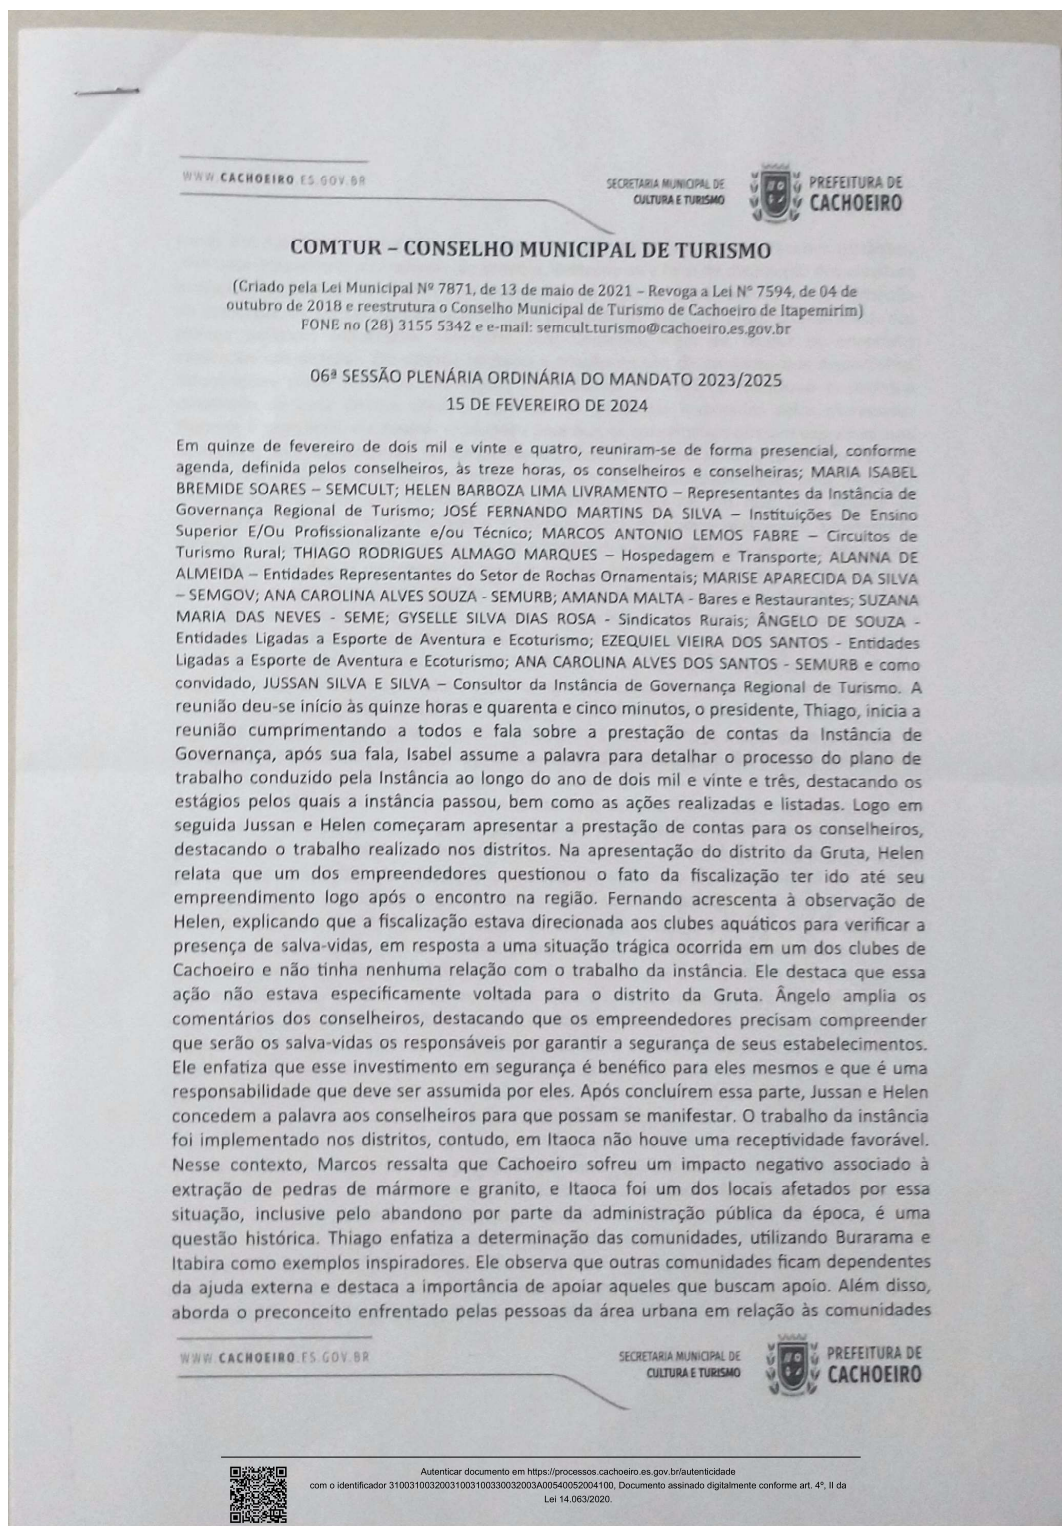 WWW.CACHOEIRO.ES.GOV.BR
SECRETARIA MUNICIPAL DE
CULTURA E TURISMO
PREFEITURA DE
CACHOEIRO
COMTUR – CONSELHO MUNICIPAL DE TURISMO
(Criado pela Lei Municipal Nº 7871, de 13 de maio de 2021 – Revoga a Lei N° 7594, de 04 de
outubro de 2018 e reestrutura o Conselho Municipal de Turismo de Cachoeiro de Itapemirim)
FONE no (28) 3155 5342 e e-mail: semcult.turismo@cachoeiro.es.gov.br
06ª SESSÃO PLENÁRIA ORDINÁRIA DO MANDATO 2023/2025
15 DE FEVEREIRO DE 2024
Em quinze de fevereiro de dois mil e vinte e quatro, reuniram-se de forma presencial, conforme
agenda, definida pelos conselheiros, às treze horas, os conselheiros e conselheiras; MARIA ISABEL
BREMIDE SOARES – SEMCULT; HELEN BARBOZA LIMA LIVRAMENTO – Representantes da Instância de
Governança Regional de Turismo; JOSÉ FERNANDO MARTINS DA SILVA – Instituições De Ensino
Superior E/Ou Profissionalizante e/ou Técnico; MARCOS ANTONIO LEMOS FABRE – Circuitos de
Turismo Rural; THIAGO RODRIGUES ALMAGO MARQUES – Hospedagem e Transporte; ALANNA DE
ALMEIDA – Entidades Representantes do Setor de Rochas Ornamentais; MARISE APARECIDA DA SILVA
– SEMGOV; ANA CAROLINA ALVES SOUZA - SEMURB; AMANDA MALTA - Bares e Restaurantes; SUZANA
MARIA DAS NEVES - SEME; GYSELLE SILVA DIAS ROSA - Sindicatos Rurais; ÂNGELO DE SOUZA -
Entidades Ligadas a Esporte de Aventura e Ecoturismo; EZEQUIEL VIEIRA DOS SANTOS - Entidades
Ligadas a Esporte de Aventura e Ecoturismo; ANA CAROLINA ALVES DOS SANTOS - SEMURB e como
convidado, JUSSAN SILVA E SILVA – Consultor da Instância de Governança Regional de Turismo. A
reunião deu-se início às quinze horas e quarenta e cinco minutos, o presidente, Thiago, inicia a
reunião cumprimentando a todos e fala sobre a prestação de contas da Instância de
Governança, após sua fala, Isabel assume a palavra para detalhar o processo do plano de
trabalho conduzido pela Instância ao longo do ano de dois mil e vinte e três, destacando os
estágios pelos quais a instância passou, bem como as ações realizadas e listadas. Logo em
seguida Jussan e Helen começaram apresentar a prestação de contas para os conselheiros,
destacando o trabalho realizado nos distritos. Na apresentação do distrito da Gruta, Helen
relata que um dos empreendedores questionou o fato da fiscalização ter ido até seu
empreendimento logo após o encontro na região. Fernando acrescenta à observação de
Helen, explicando que a fiscalização estava direcionada aos clubes aquáticos para verificar a
presença de salva-vidas, em resposta a uma situação trágica ocorrida em um dos clubes de
Cachoeiro e não tinha nenhuma relação com o trabalho da instância. Ele destaca que essa
ação não estava especificamente voltada para o distrito da Gruta. Ângelo amplia os
comentários dos conselheiros, destacando que os empreendedores precisam compreender
que serão os salva-vidas os responsáveis por garantir a segurança de seus estabelecimentos.
Ele enfatiza que esse investimento em segurança é benéfico para eles mesmos e que é uma
responsabilidade que deve ser assumida por eles. Após concluírem essa parte, Jussan e Helen
concedem a palavra aos conselheiros para que possam se manifestar. O trabalho da instância
foi implementado nos distritos, contudo, em Itaoca não houve uma receptividade favorável.
Nesse contexto, Marcos ressalta que Cachoeiro sofreu um impacto negativo associado à
extração de pedras de mármore e granito, e Itaoca foi um dos locais afetados por essa
situação, inclusive pelo abandono por parte da administração pública da época, é uma
questão histórica. Thiago enfatiza a determinação das comunidades, utilizando Burarama e
Itabira como exemplos inspiradores. Ele observa que outras comunidades ficam dependentes
da ajuda externa e destaca a importância de apoiar aqueles que buscam apoio. Além disso,
aborda o preconceito enfrentado pelas pessoas da área urbana em relação às comunidades
WWW.CACHOEIRO.ES.GOV.BR
SECRETARIA MUNICIPAL DE
CULTURA E TURISMO
PREFEITURA DE
CACHOEIRO
Autenticar documento em https://processos.cachoeiro.es.gov.br/autenticidade
com o identificador 31003100320031003100330032003A00540052004100, Documento assinado digitalmente conforme art. 4º, II da
Lei 14.063/2020.